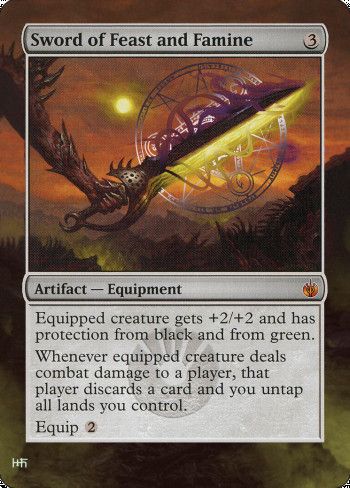 Sword of Feast and Famine 3
Artifact — Equipment
Equipped creature gets +2/+2 and has
protection from black and from green.
Whenever equipped creature deals
combat damage to a player, that
player discards a card and you untap
all lands you control.
Equip 2